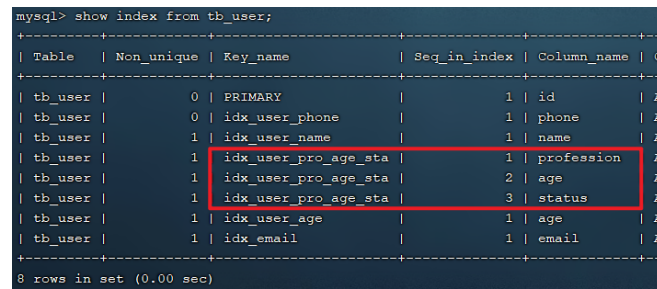 mysql> show index from tb_user;
+---------+------------+---------------------+--------------+-------------+-
| Table | Non_unique | Key_name | Seq_in_index | Column_name |
+---------+------------+---------------------+--------------+-------------+-
| tb_user | 0 | PRIMARY | 1 | id |
| tb_user | 0 | idx_user_phone | 1 | phone |
| tb_user | 1 | idx_user_name | 1 | name |
| tb_user | 1 | idx_user_pro_age_sta | 1 | profession |
| tb_user | 1 | idx_user_pro_age_sta | 2 | age |
| tb_user | 1 | idx_user_pro_age_sta | 3 | status |
| tb_user | 1 | idx_user_age | 1 | age |
| tb_user | 1 | idx_email | 1 | email |
+---------+------------+---------------------+--------------+-------------+-
8 rows in set (0.00 sec)